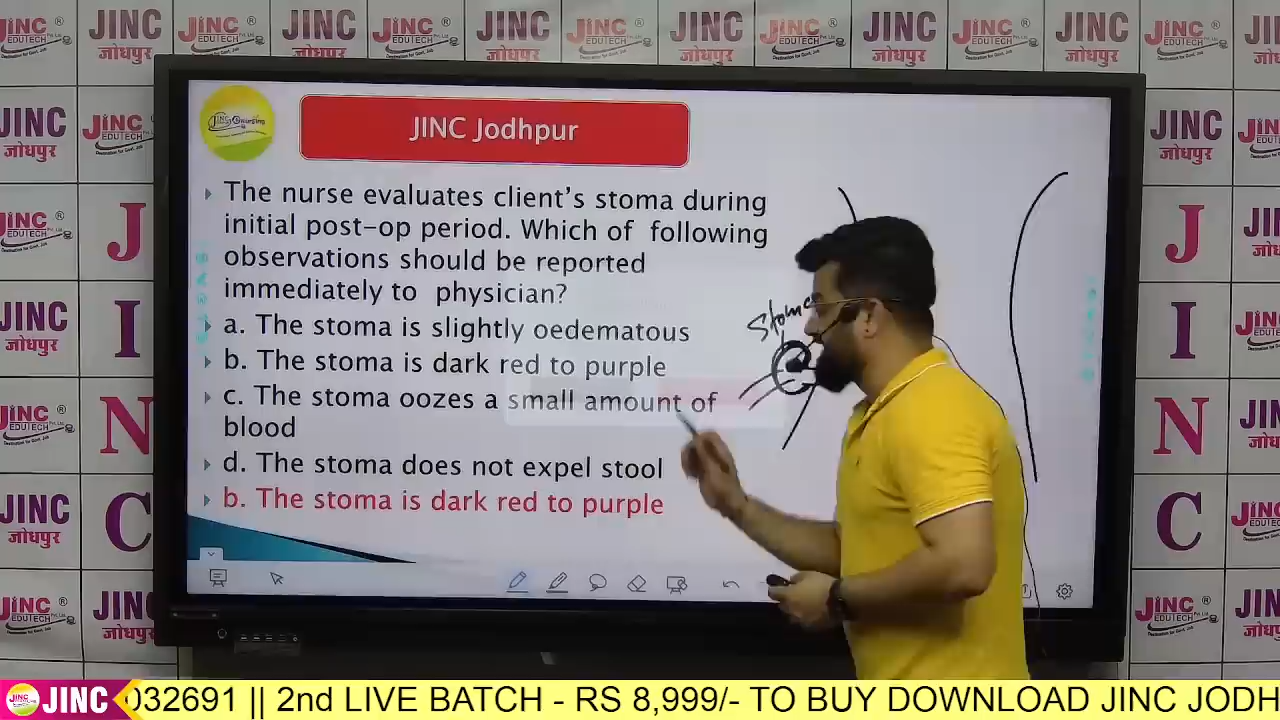 JINC Jodhpur
The nurse evaluates client's stoma during
initial post-op period. Which of following
observations should be reported
immediately to physician?
a. The stoma is slightly oedematous
b. The stoma is dark red to purple
c. The stoma oozes a small amount of
blood
d. The stoma does not expel stool
b. The stoma is dark red to purple
Stoma
JINC
जोधपुर
JINC
EDUTECH
J
I
N
C
J
I
N
C
JINC
032691 || 2nd LIVE BATCH - RS 8,999/- TO BUY DOWNLOAD JINC JODH